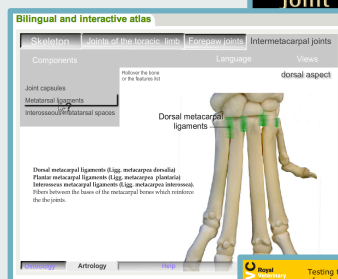 Joint
Bilingual and interactive atlas
Skeleton Joints of the toracic limb Forepaw joints Intermetacarpal joints
Components Language Views
Rollover the bone
or the features list
dorsal aspect
Joint capsules
Metatarsal ligaments
Interosseous metatarsal spaces
Dorsal metacarpal
ligaments
Dorsal metacarpal ligaments (Ligg. metacarpea dorsalia)
Plantar metacarpal ligaments (Ligg. metacarpea plantaria)
Interosseus metacarpal ligaments (Ligg. metacarpea interossea).
Fibers between the bases of the metacarpal bones which reinforce
the the joints.
Osteology Artrology Help
Royal
Veterinary
Testing